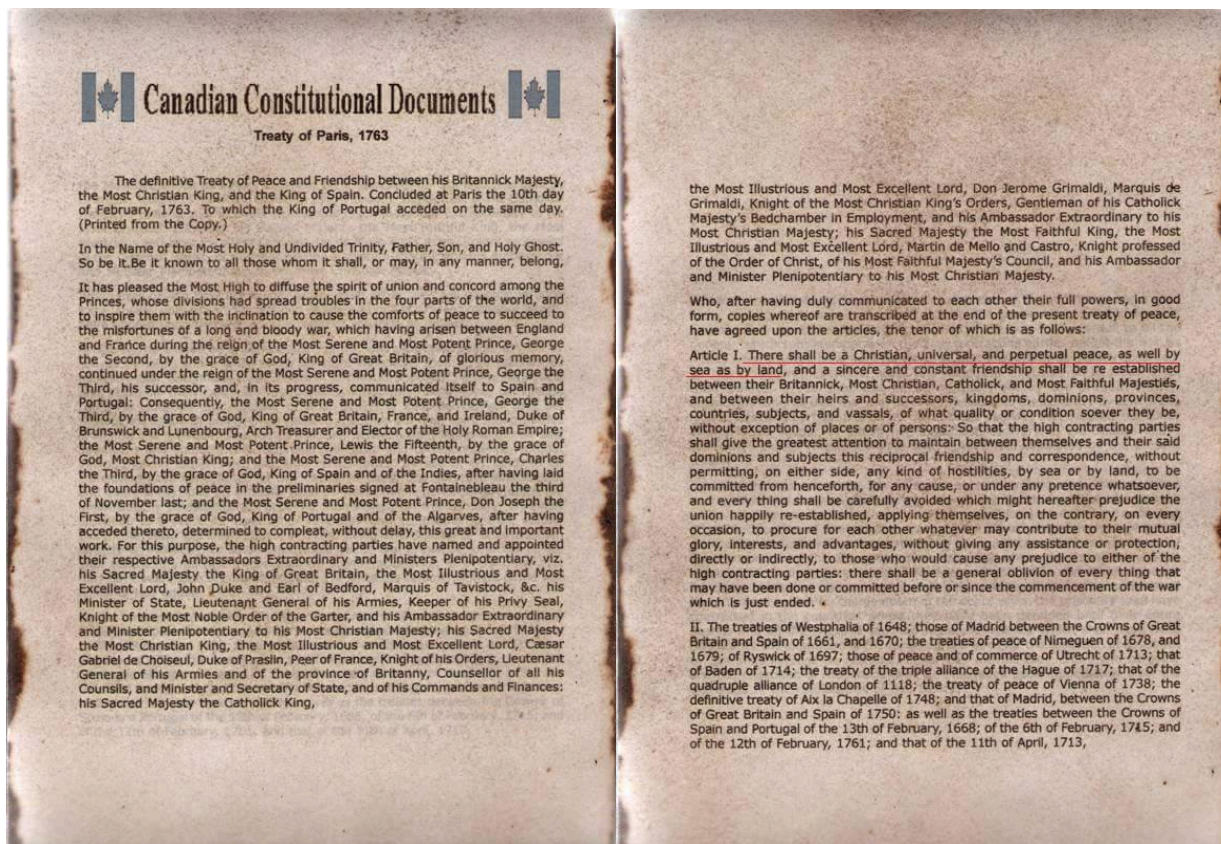 Canadian Constitutional Documents
Treaty of Paris, 1763
The definitive Treaty of Peace and Friendship between his Britannick Majesty,
the Most Christian King, and the King of Spain. Concluded at Paris the 10th day
of February, 1763. To which the King of Portugal acceded on the same day.
(Printed from the Copy.)
In the Name of the Most Holy and Undivided Trinity, Father, Son, and Holy Ghost.
So be it.Be it known to all those whom it shall, or may, in any manner, belong,
It has pleased the Most High to diffuse the spirit of union and concord among the
Princes, whose divisions had spread troubles in the four parts of the world, and
to inspire them with the inclination to cause the comforts of peace to succeed to
the misfortunes of a long and bloody war, which having arisen between England
and France during the reign of the Most Serene and Most Potent Prince, George
the Second, by the grace of God, King of Great Britain, of glorious memory,
continued under the reign of the Most Serene and Most Potent Prince, George the
Third, his successor, and, in its progress, communicated itself to Spain and
Portugal: Consequently, the Most Serene and Most Potent Prince, George the
Third, by the grace of God, King of Great Britain, France, and Ireland, Duke of
Brunswick and Lunenbourg, Arch Treasurer and Elector of the Holy Roman Empire;
the Most Serene and Most Potent Prince, Lewis the Fifteenth, by the grace of
God, Most Christian King; and the Most Serene and Most Potent Prince, Charles
the Third, by the grace of God, King of Spain and of the Indies, after having laid
the foundations of peace in the preliminaries signed at Fontainebleau the third
of November last; and the Most Serene and Most Potent Prince, Don Joseph the
First, by the grace of God, King of Portugal and of the Algarves, after having
acceded thereto, determined to compleat, without delay, this great and important
work. For this purpose, the high contracting parties have named and appointed
their respective Ambassadors Extraordinary and Ministers Plenipotentiary, viz.
his Sacred Majesty the King of Great Britain, the Most Illustrious and Most
Excellent Lord, John Duke and Earl of Bedford, Marquis of Tavistock, &c. his
Minister of State, Lieutenant General of his Armies, Keeper of his Privy Seal,
Knight of the Most Noble Order of the Garter, and his Ambassador Extraordinary
and Minister Plenipotentiary to his Most Christian Majesty; his Sacred Majesty
the Most Christian King, the Most Illustrious and Most Excellent Lord, Cæsar
Gabriel de Choiseul, Duke of Praslin, Peer of France, Knight of his Orders, Lieutenant
General of his Armies and of the province of Britanny, Counsellor of all his
Counsils, and Minister and Secretary of State, and of his Commands and Finances:
his Sacred Majesty the Catholick King,
the Most Illustrious and Most Excellent Lord, Don Jerome Grimaldi, Marquis de
Grimaldi, Knight of the Most Christian King's Orders, Gentleman of his Catholick
Majesty's Bedchamber in Employment, and his Ambassador Extraordinary to his
Most Christian Majesty; his Sacred Majesty the Most Faithful King, the Most
Illustrious and Most Excellent Lord, Martin de Mello and Castro, Knight professed
of the Order of Christ, of his Most Faithful Majesty's Council, and his Ambassador
and Minister Plenipotentiary to his Most Christian Majesty.
Who, after having duly communicated to each other their full powers, in good
form, copies whereof are transcribed at the end of the present treaty of peace,
have agreed upon the articles, the tenor of which is as follows:
Article I. There shall be a Christian, universal, and perpetual peace, as well by
sea as by land, and a sincere and constant friendship shall be re established
between their Britannick, Most Christian, Catholick, and Most Faithful Majesties,
and between their heirs and successors, kingdoms, dominions, provinces,
countries, subjects, and vassals, of what quality or condition soever they be,
without exception of places or of persons: So that the high contracting parties
shall give the greatest attention to maintain between themselves and their said
dominions and subjects this reciprocal friendship and correspondence, without
permitting, on either side, any kind of hostilities, by sea or by land, to be
committed from henceforth, for any cause, or under any pretence whatsoever,
and every thing shall be carefully avoided which might hereafter prejudice the
union happily re-established, applying themselves, on the contrary, on every
occasion, to procure for each other whatever may contribute to their mutual
glory, interests, and advantages, without giving any assistance or protection,
directly or indirectly, to those who would cause any prejudice to either of the
high contracting parties: there shall be a general oblivion of every thing that
may have been done or committed before or since the commencement of the war
which is just ended.
II. The treaties of Westphalia of 1648; those of Madrid between the Crowns of Great
Britain and Spain of 1661, and 1670; the treaties of peace of Nimeguen of 1678, and
1679; of Ryswick of 1697; those of peace and of commerce of Utrecht of 1713; that
of Baden of 1714; the treaty of the triple alliance of the Hague of 1717; that of the
quadruple alliance of London of 1118; the treaty of peace of Vienna of 1738; the
definitive treaty of Aix la Chapelle of 1748; and that of Madrid, between the Crowns
of Great Britain and Spain of 1750: as well as the treaties between the Crowns of
Spain and Portugal of the 13th of February, 1668; of the 6th of February, 1715; and
of the 12th of February, 1761; and that of the 11th of April, 1713,